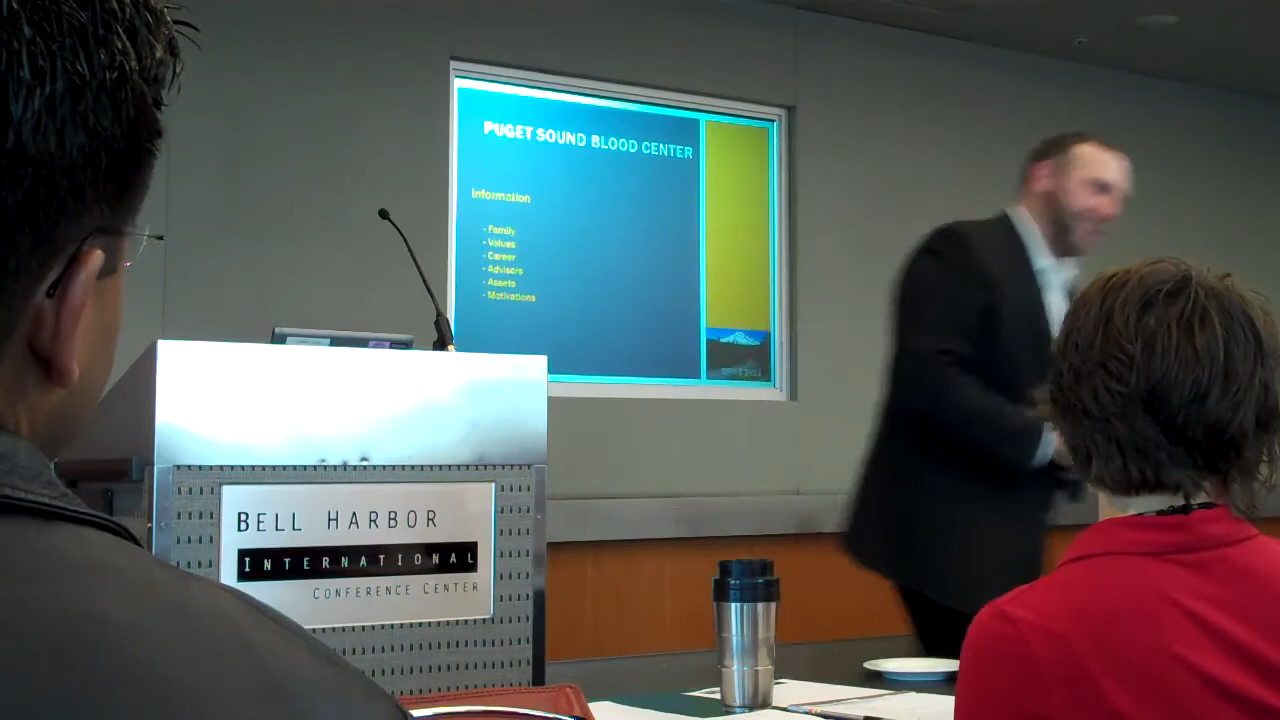 PUGET SOUND BLOOD CENTER
Information
- Family
- Values
- Career
- Advisors
- Assets
- Motivations
BELL HARBOR
INTERNATIONAL
CONFERENCE CENTER